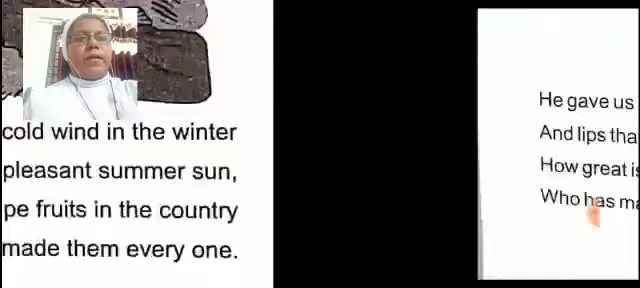 cold wind in the winter
pleasant summer sun,
pe fruits in the country
made them every one.
He gave us
And lips tha
How great is
Who has ma